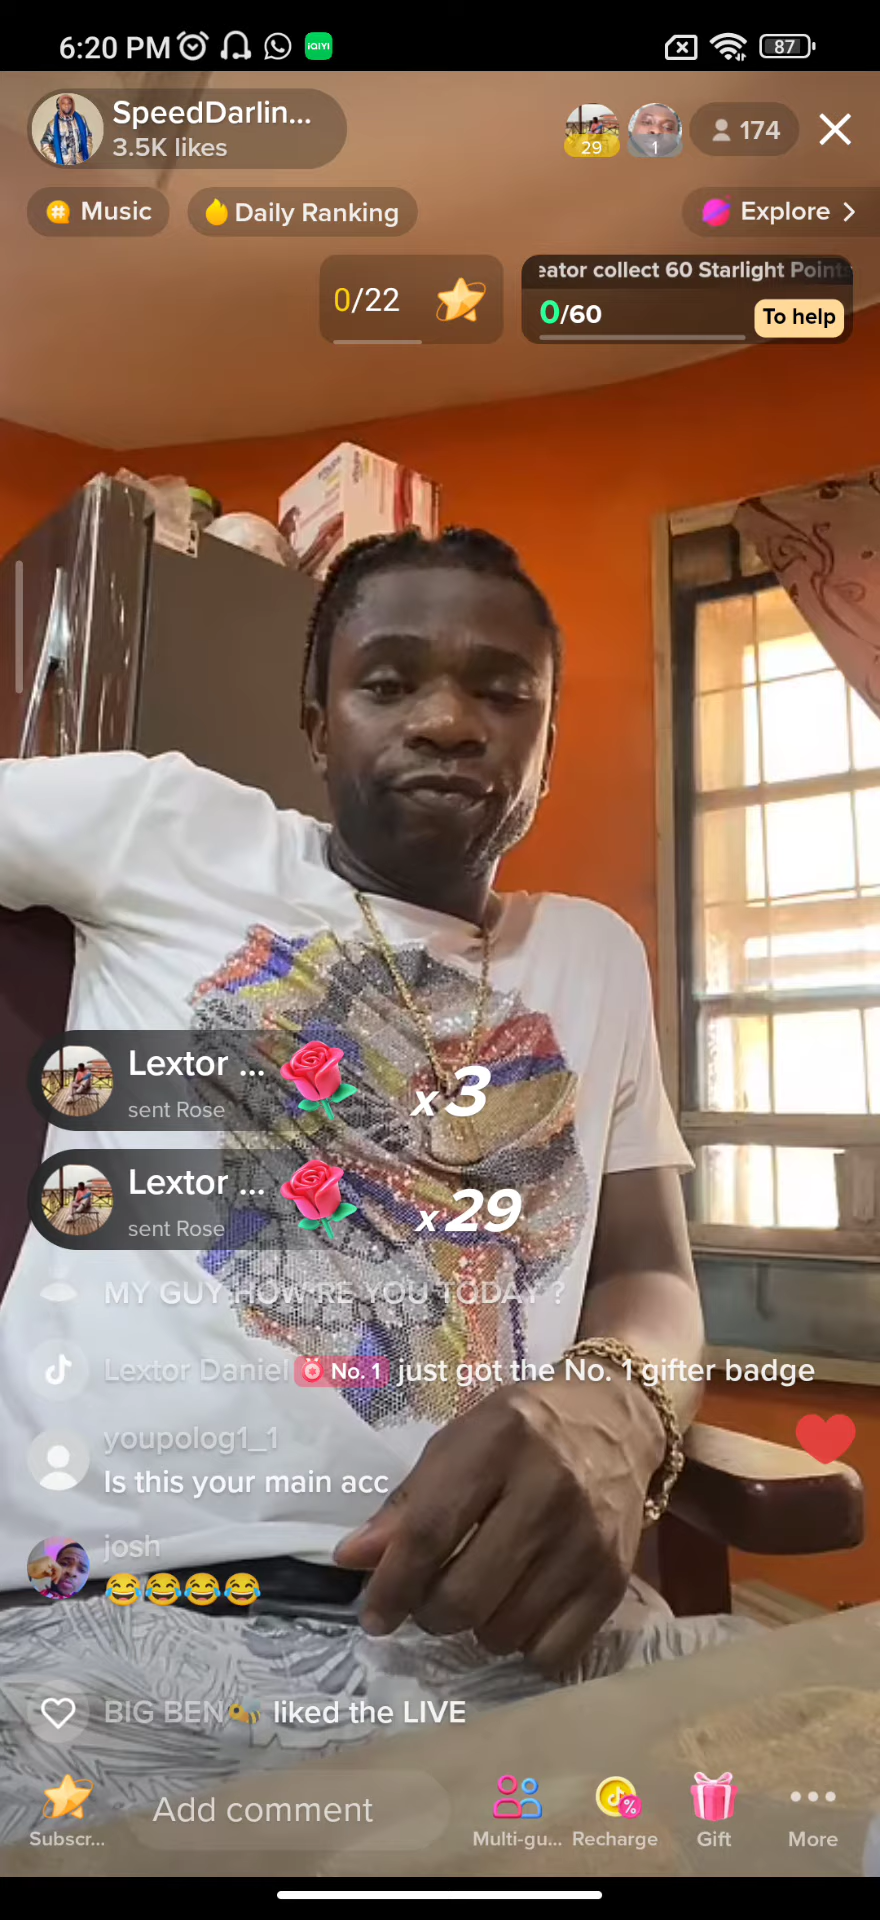 6:20 PM
iQIYI
87
SpeedDarlin...
3.5K likes
29
1
174
Music
Daily Ranking
Explore
0/22
eator collect 60 Starlight Points
0/60
To help
Lextor ...
sent Rose
x3
Lextor ...
sent Rose
x29
MY GUY HOW RE YOU TODAY ?
Lextor Daniel No. 1 just got the No. 1 gifter badge
youpolog1_1
Is this your main acc
josh
😂😂😂😂
BIG BEN🐝 liked the LIVE
Subscr...
Add comment
Multi-gu...
Recharge
Gift
More